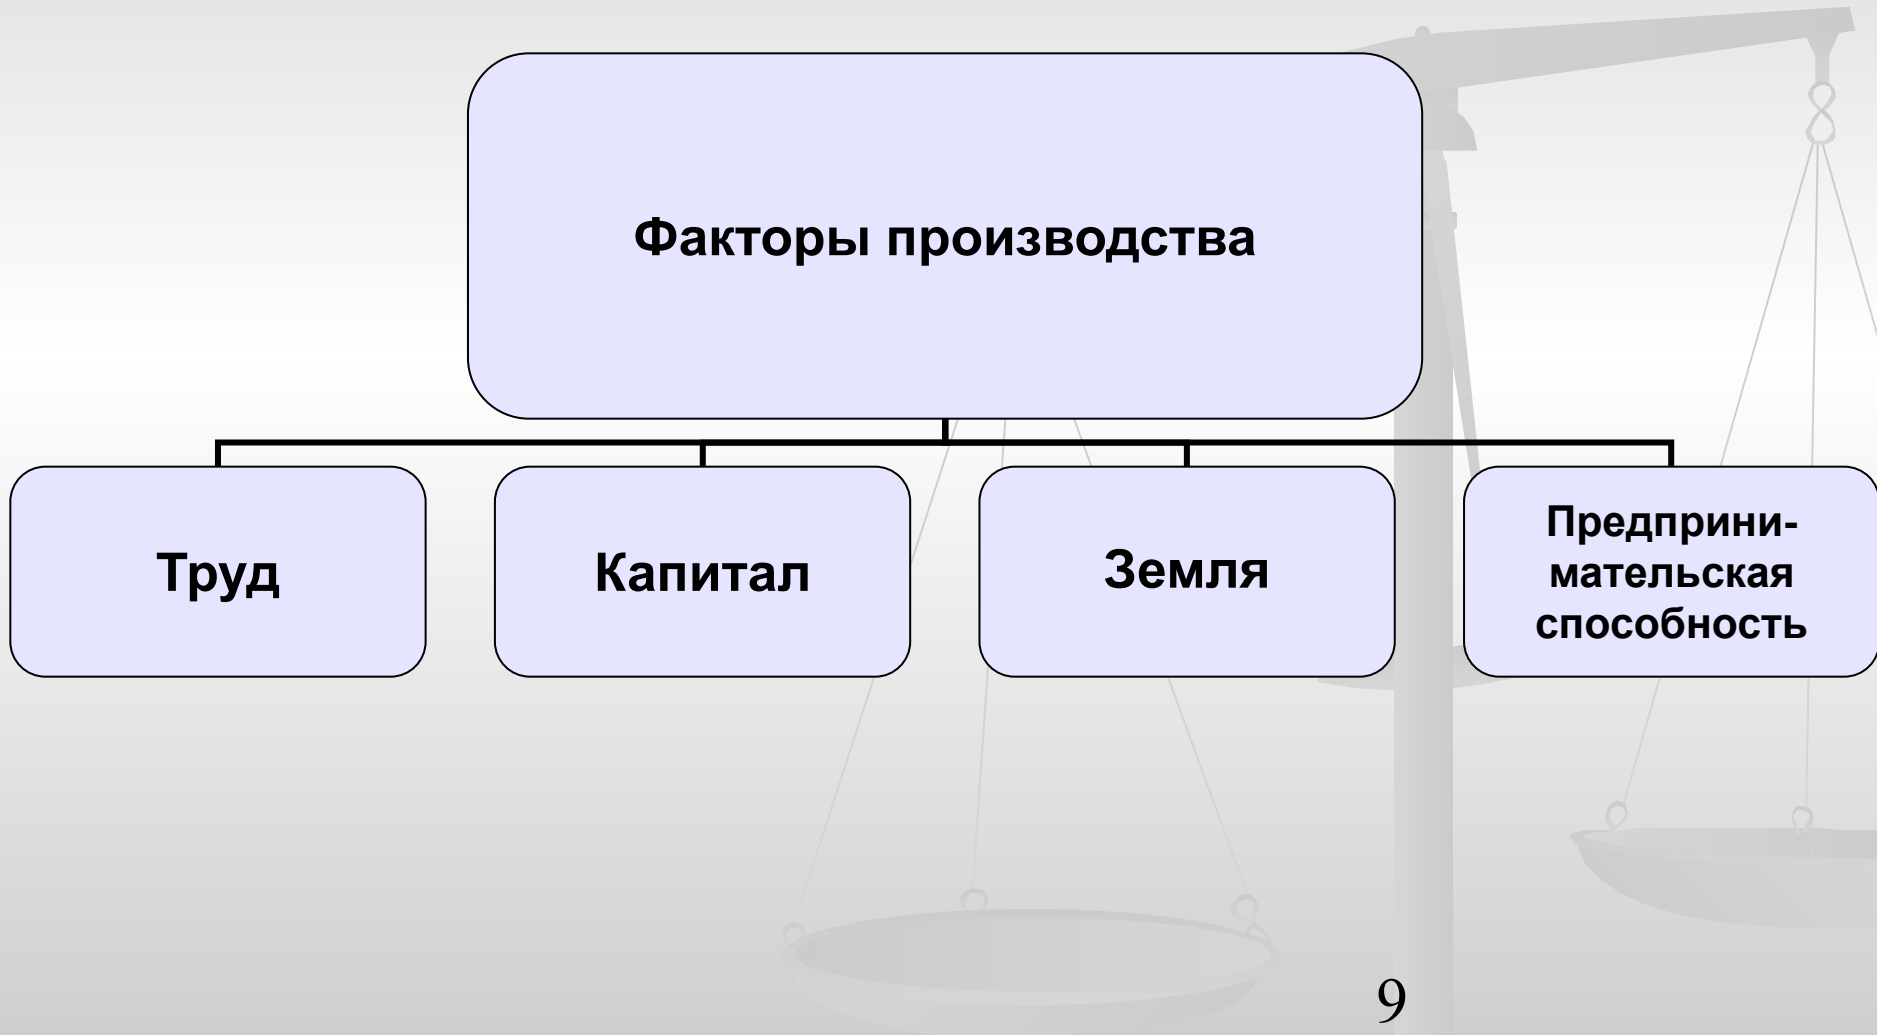 Факторы производства
Труд
Капитал
Земля
Предприни-
мательская
способность
9